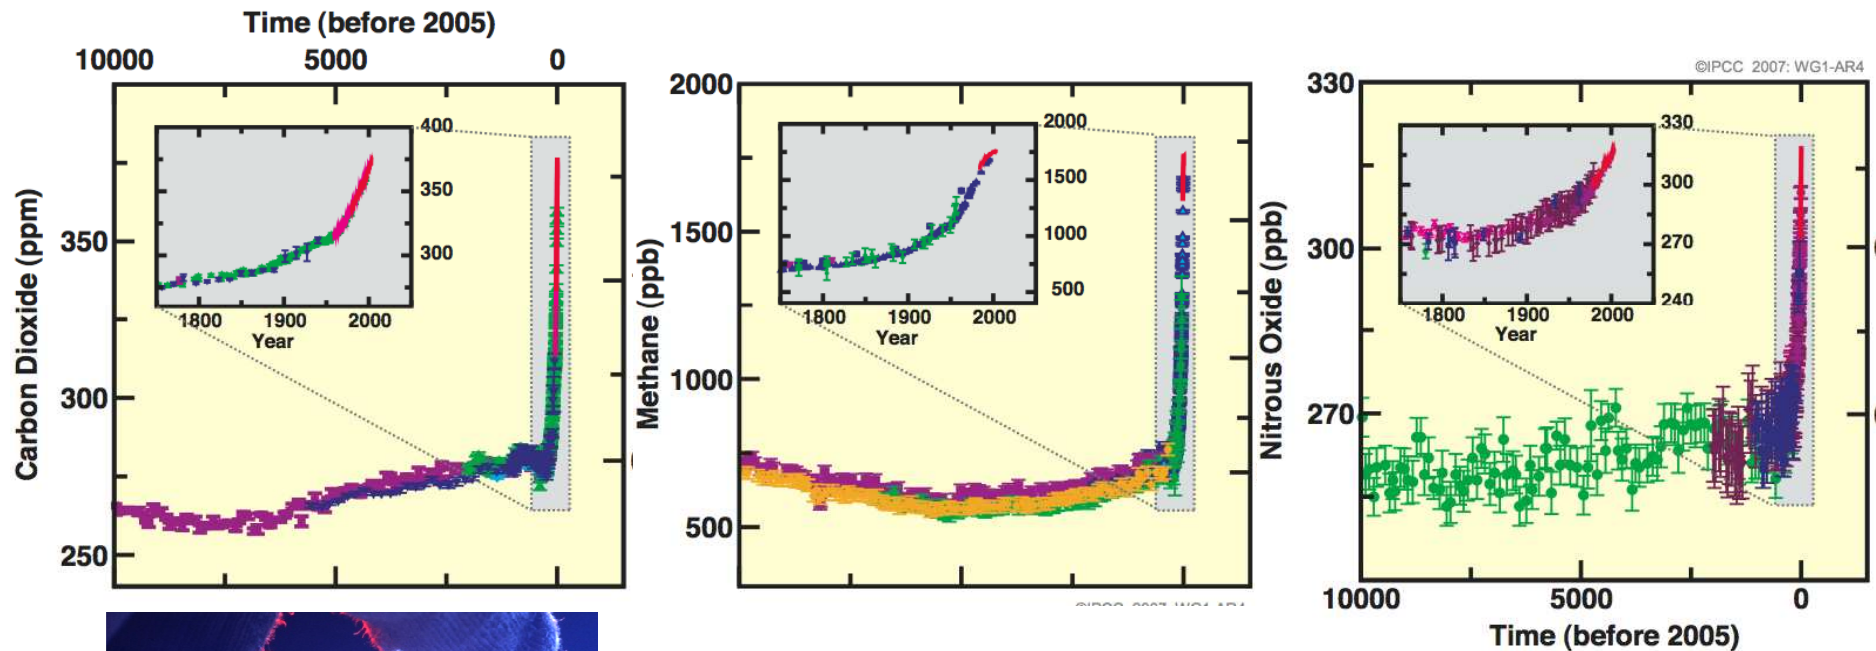 Time (before 2005)
10000 5000 0
Carbon Dioxide (ppm)
350
300
250
400
350
300
1800 1900 2000
Year
Methane (ppb)
2000
1500
1000
500
2000
1500
1000
500
1800 1900 2000
Year
©IPCC 2007: WG1-AR4
Nitrous Oxide (ppb)
330
300
270
330
300
270
240
1800 1900 2000
Year
10000 5000 0
Time (before 2005)